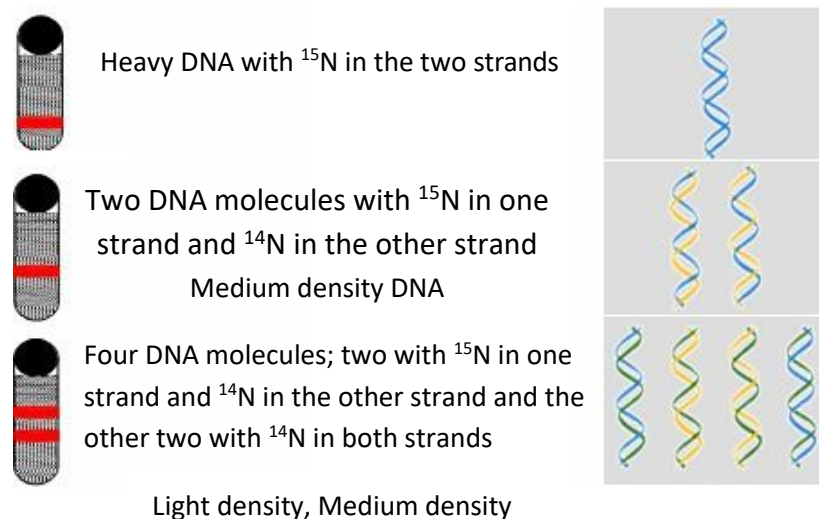 Heavy DNA with ¹⁵N in the two strands
Two DNA molecules with ¹⁵N in one
strand and ¹⁴N in the other strand
Medium density DNA
Four DNA molecules; two with ¹⁵N in one
strand and ¹⁴N in the other strand and the
other two with ¹⁴N in both strands
Light density, Medium density